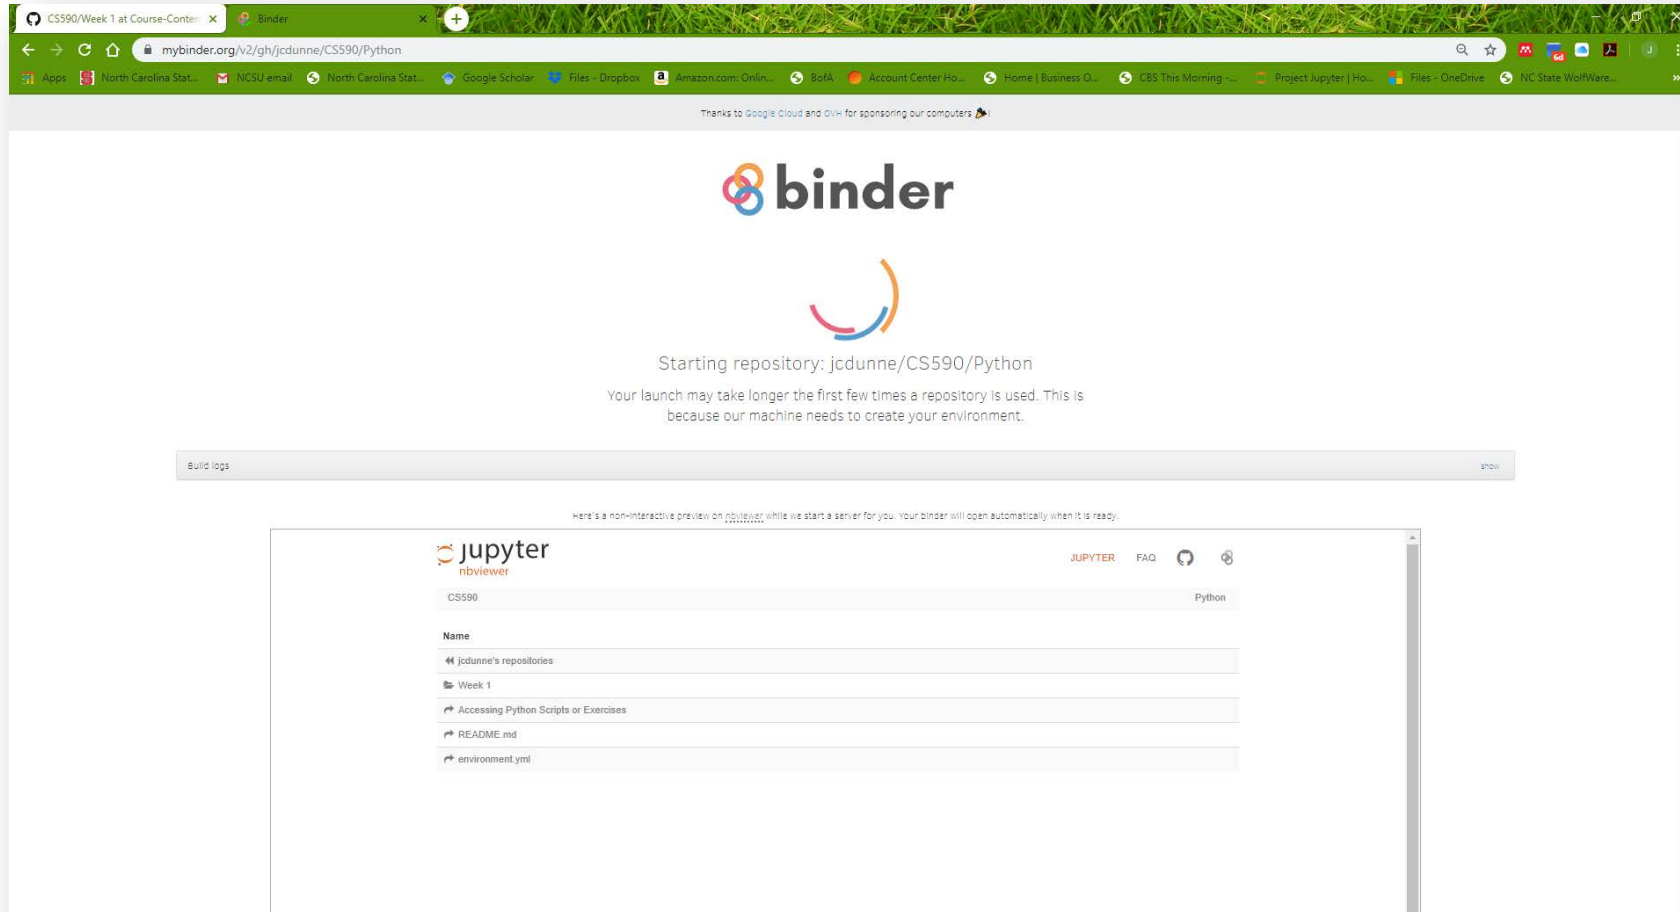 CS590/Week 1 at Course-Conten
Binder
mybinder.org/v2/gh/jcdunne/CS590/Python
Apps North Carolina Stat... NCSU email North Carolina Stat... Google Scholar Files - Dropbox Amazon.com: Onlin... BofA Account Center Ho... Home | Business O... CBS This Morning -... Project Jupyter | Ho... Files - OneDrive NC State WolfWare...
Thanks to Google Cloud and OVH for sponsoring our computers 🎉!
binder
Starting repository: jcdunne/CS590/Python
Your launch may take longer the first few times a repository is used. This is
because our machine needs to create your environment.
Build logs show
Here's a non-interactive preview on nbviewer while we start a server for you. Your binder will open automatically when it is ready.
jupyter
nbviewer
JUPYTER FAQ
CS590 Python
Name
jcdunne's repositories
Week 1
Accessing Python Scripts or Exercises
README.md
environment.yml